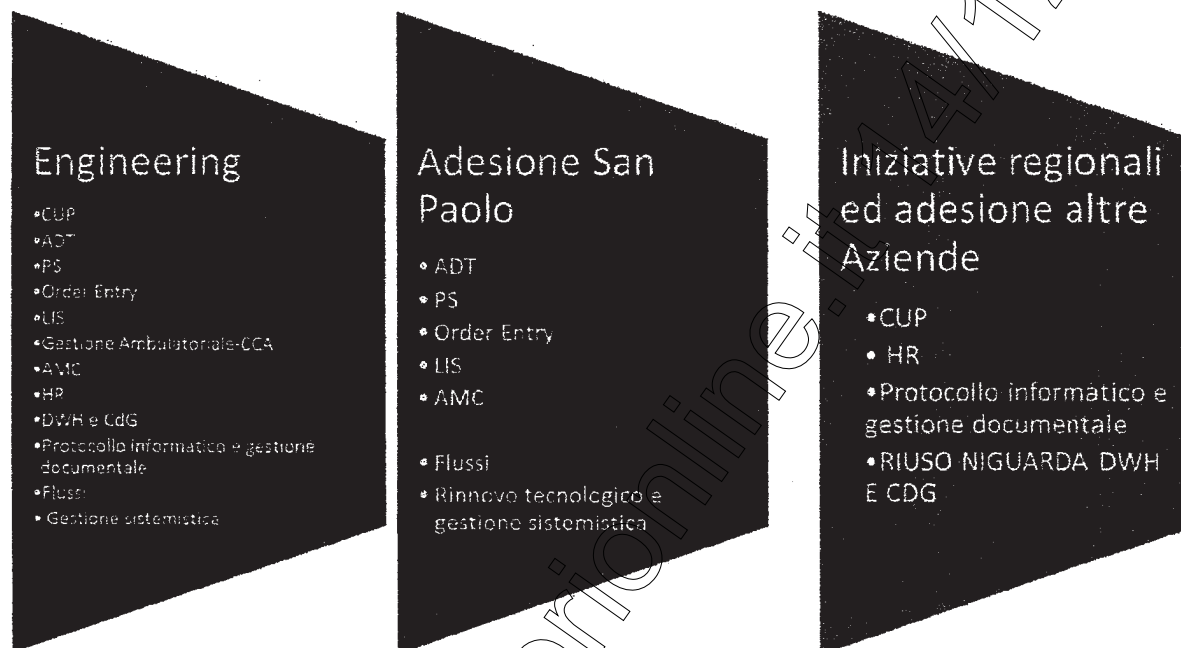 Engineering
•CUP
•ADT
•PS
•Order Entry
•LIS
•Gestione Ambulatoriale-CCA
•AMC
•HR
•DWH e CdG
•Protocollo informatico e gestione
documentale
•Flussi
• Gestione sistemistica
Adesione San
Paolo
• ADT
• PS
• Order Entry
• LIS
• AMC
• Flussi
• Rinnovo tecnologico e
gestione sistemistica
Iniziative regionali
ed adesione altre
Aziende
•CUP
• HR
•Protocollo informatico e
gestione documentale
•RIUSO NIGUARDA DWH
E CDG